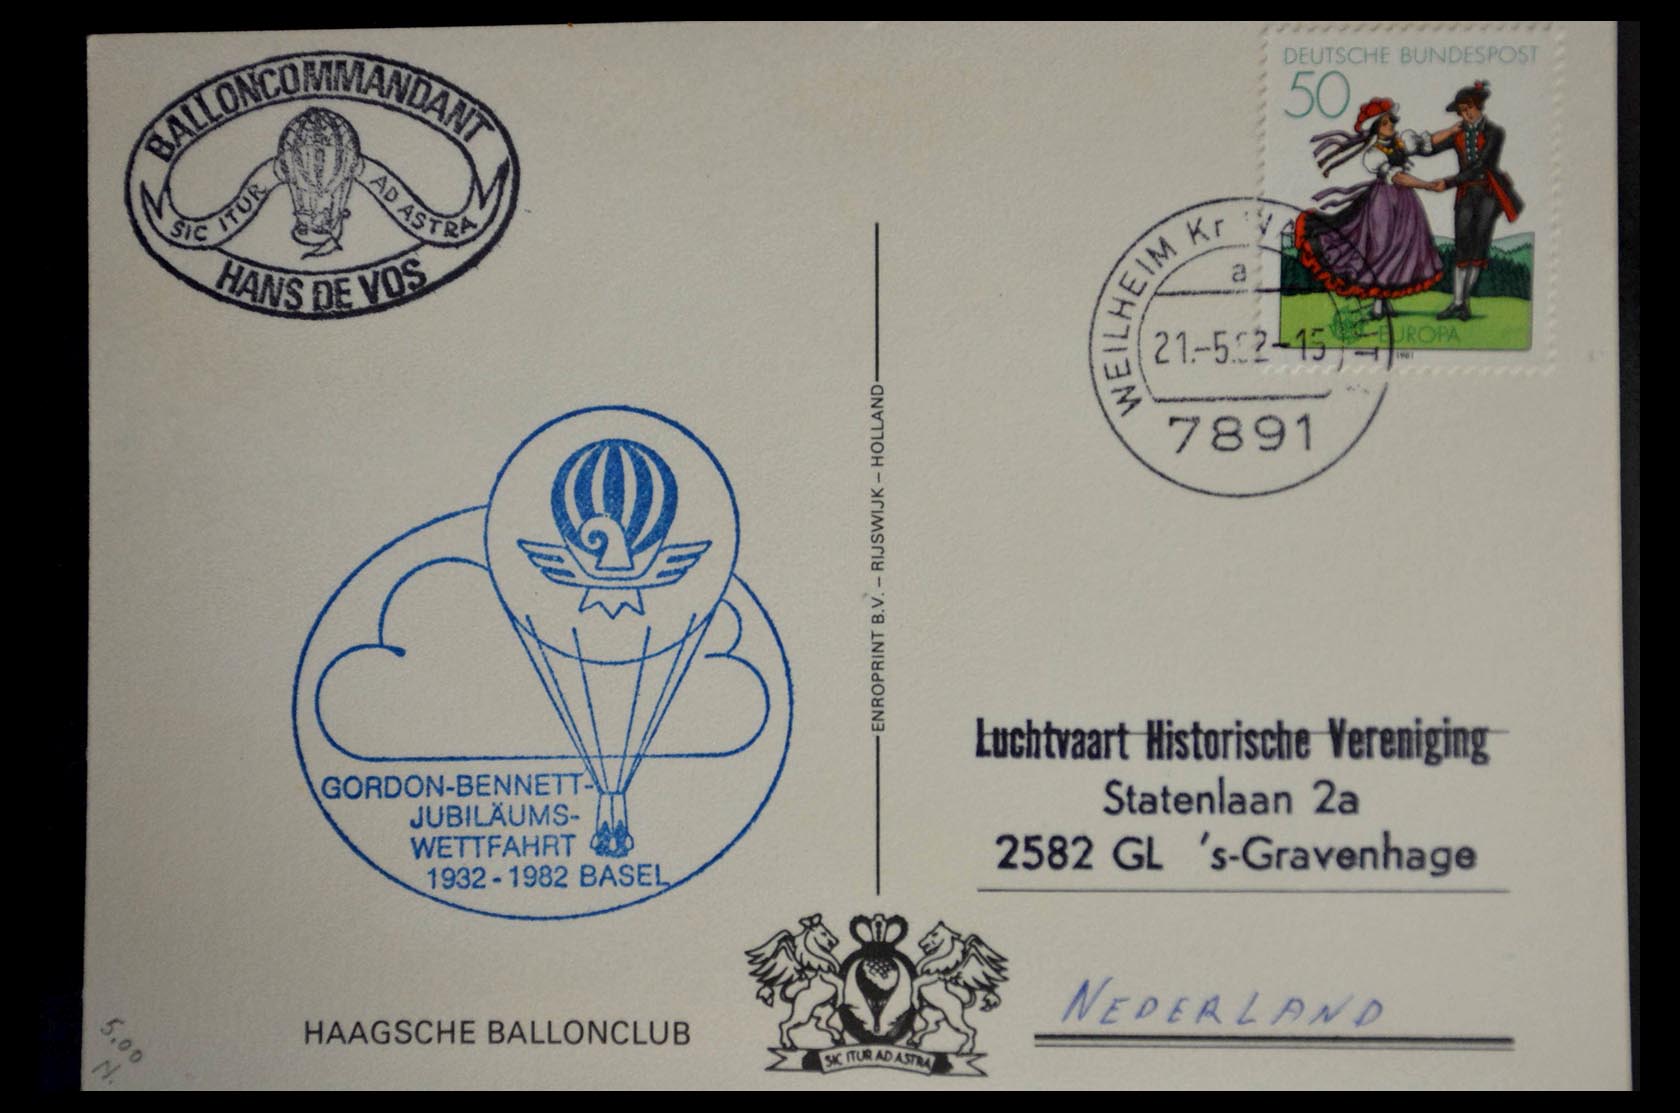 BALLONCOMMANDANT
SIC ITUR AD ASTRA
HANS DE VOS
DEUTSCHE BUNDESPOST
50
EUROPA
1981
WEILHEIM Kr
a
21.-5. 2-15
7891
ENROPRINT B.V. – RIJSWIJK – HOLLAND
GORDON-BENNETT-
JUBILÄUMS-
WETTFAHRT
1932 - 1982 BASEL
Luchtvaart Historische Vereniging
Statenlaan 2a
2582 GL 's-Gravenhage
NEDERLAND
HAAGSCHE BALLONCLUB
SIC ITUR AD ASTRA
5.00
N.